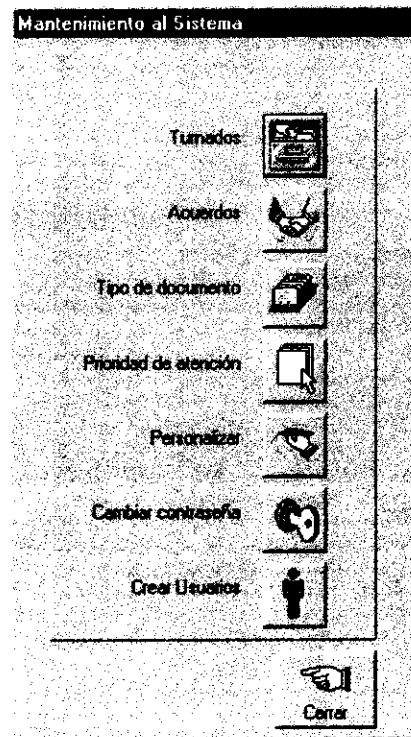 Mantenimiento al Sistema
Turnados
Acuerdos
Tipo de documento
Prioridad de atención
Personalizar
Cambiar contraseña
Crear Usuarios
Cerrar